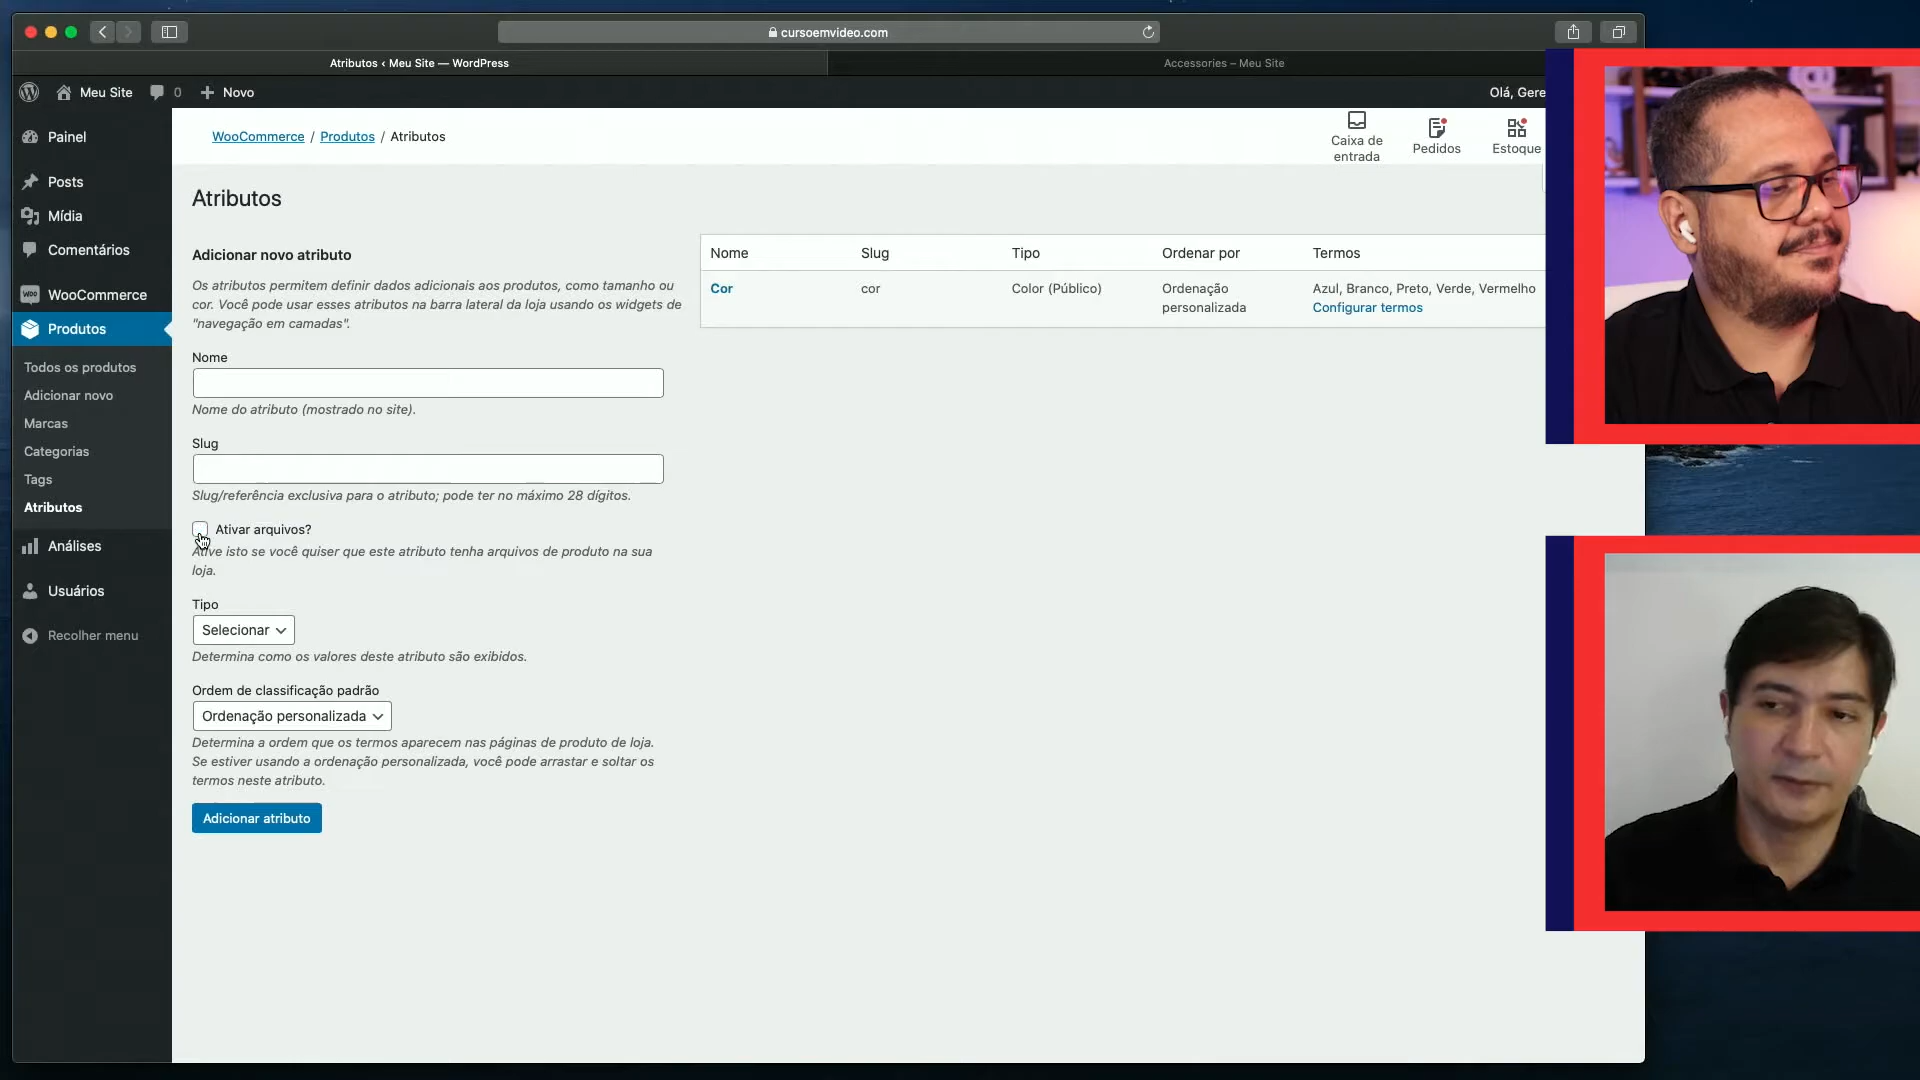 cursoemvideo.com
Atributos ‹ Meu Site — WordPress
Accessories – Meu Site
Meu Site
0
Novo
Olá, Gere
Painel
Posts
Mídia
Comentários
WooCommerce
Produtos
Todos os produtos
Adicionar novo
Marcas
Categorias
Tags
Atributos
Análises
Usuários
Recolher menu
WooCommerce / Produtos / Atributos
Caixa de
entrada
Pedidos
Estoque
Atributos
Adicionar novo atributo
Os atributos permitem definir dados adicionais aos produtos, como tamanho ou
cor. Você pode usar esses atributos na barra lateral da loja usando os widgets de
"navegação em camadas".
Nome
Nome do atributo (mostrado no site).
Slug
Slug/referência exclusiva para o atributo; pode ter no máximo 28 dígitos.
Ativar arquivos?
Ative isto se você quiser que este atributo tenha arquivos de produto na sua
loja.
Tipo
Selecionar
Determina como os valores deste atributo são exibidos.
Ordem de classificação padrão
Ordenação personalizada
Determina a ordem que os termos aparecem nas páginas de produto de loja.
Se estiver usando a ordenação personalizada, você pode arrastar e soltar os
termos neste atributo.
Adicionar atributo
Nome Slug Tipo Ordenar por Termos
Cor cor Color (Público) Ordenação Azul, Branco, Preto, Verde, Vermelho
personalizada Configurar termos